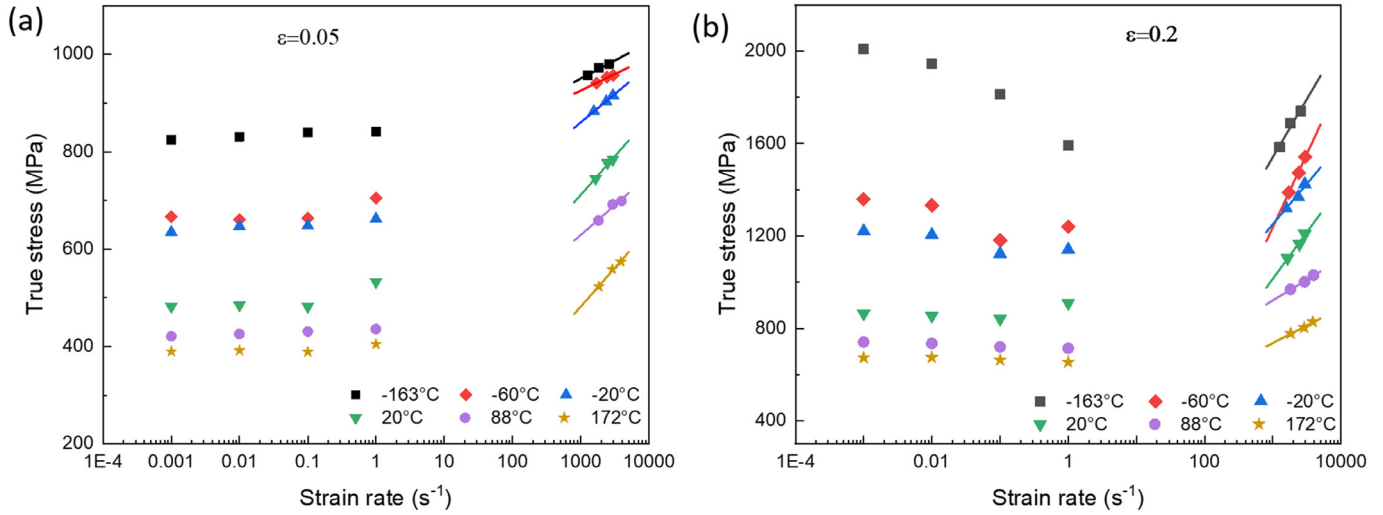 (a)
ε=0.05
True stress (MPa)
1000
800
600
400
200
-163°C -60°C -20°C
20°C 88°C 172°C
1E-4 0.001 0.01 0.1 1 10 100 1000 10000
Strain rate (s⁻¹)
(b)
ε=0.2
True stress (MPa)
2000
1600
1200
800
400
-163°C -60°C -20°C
20°C 88°C 172°C
1E-4 0.01 1 100 10000
Strain rate (s⁻¹)